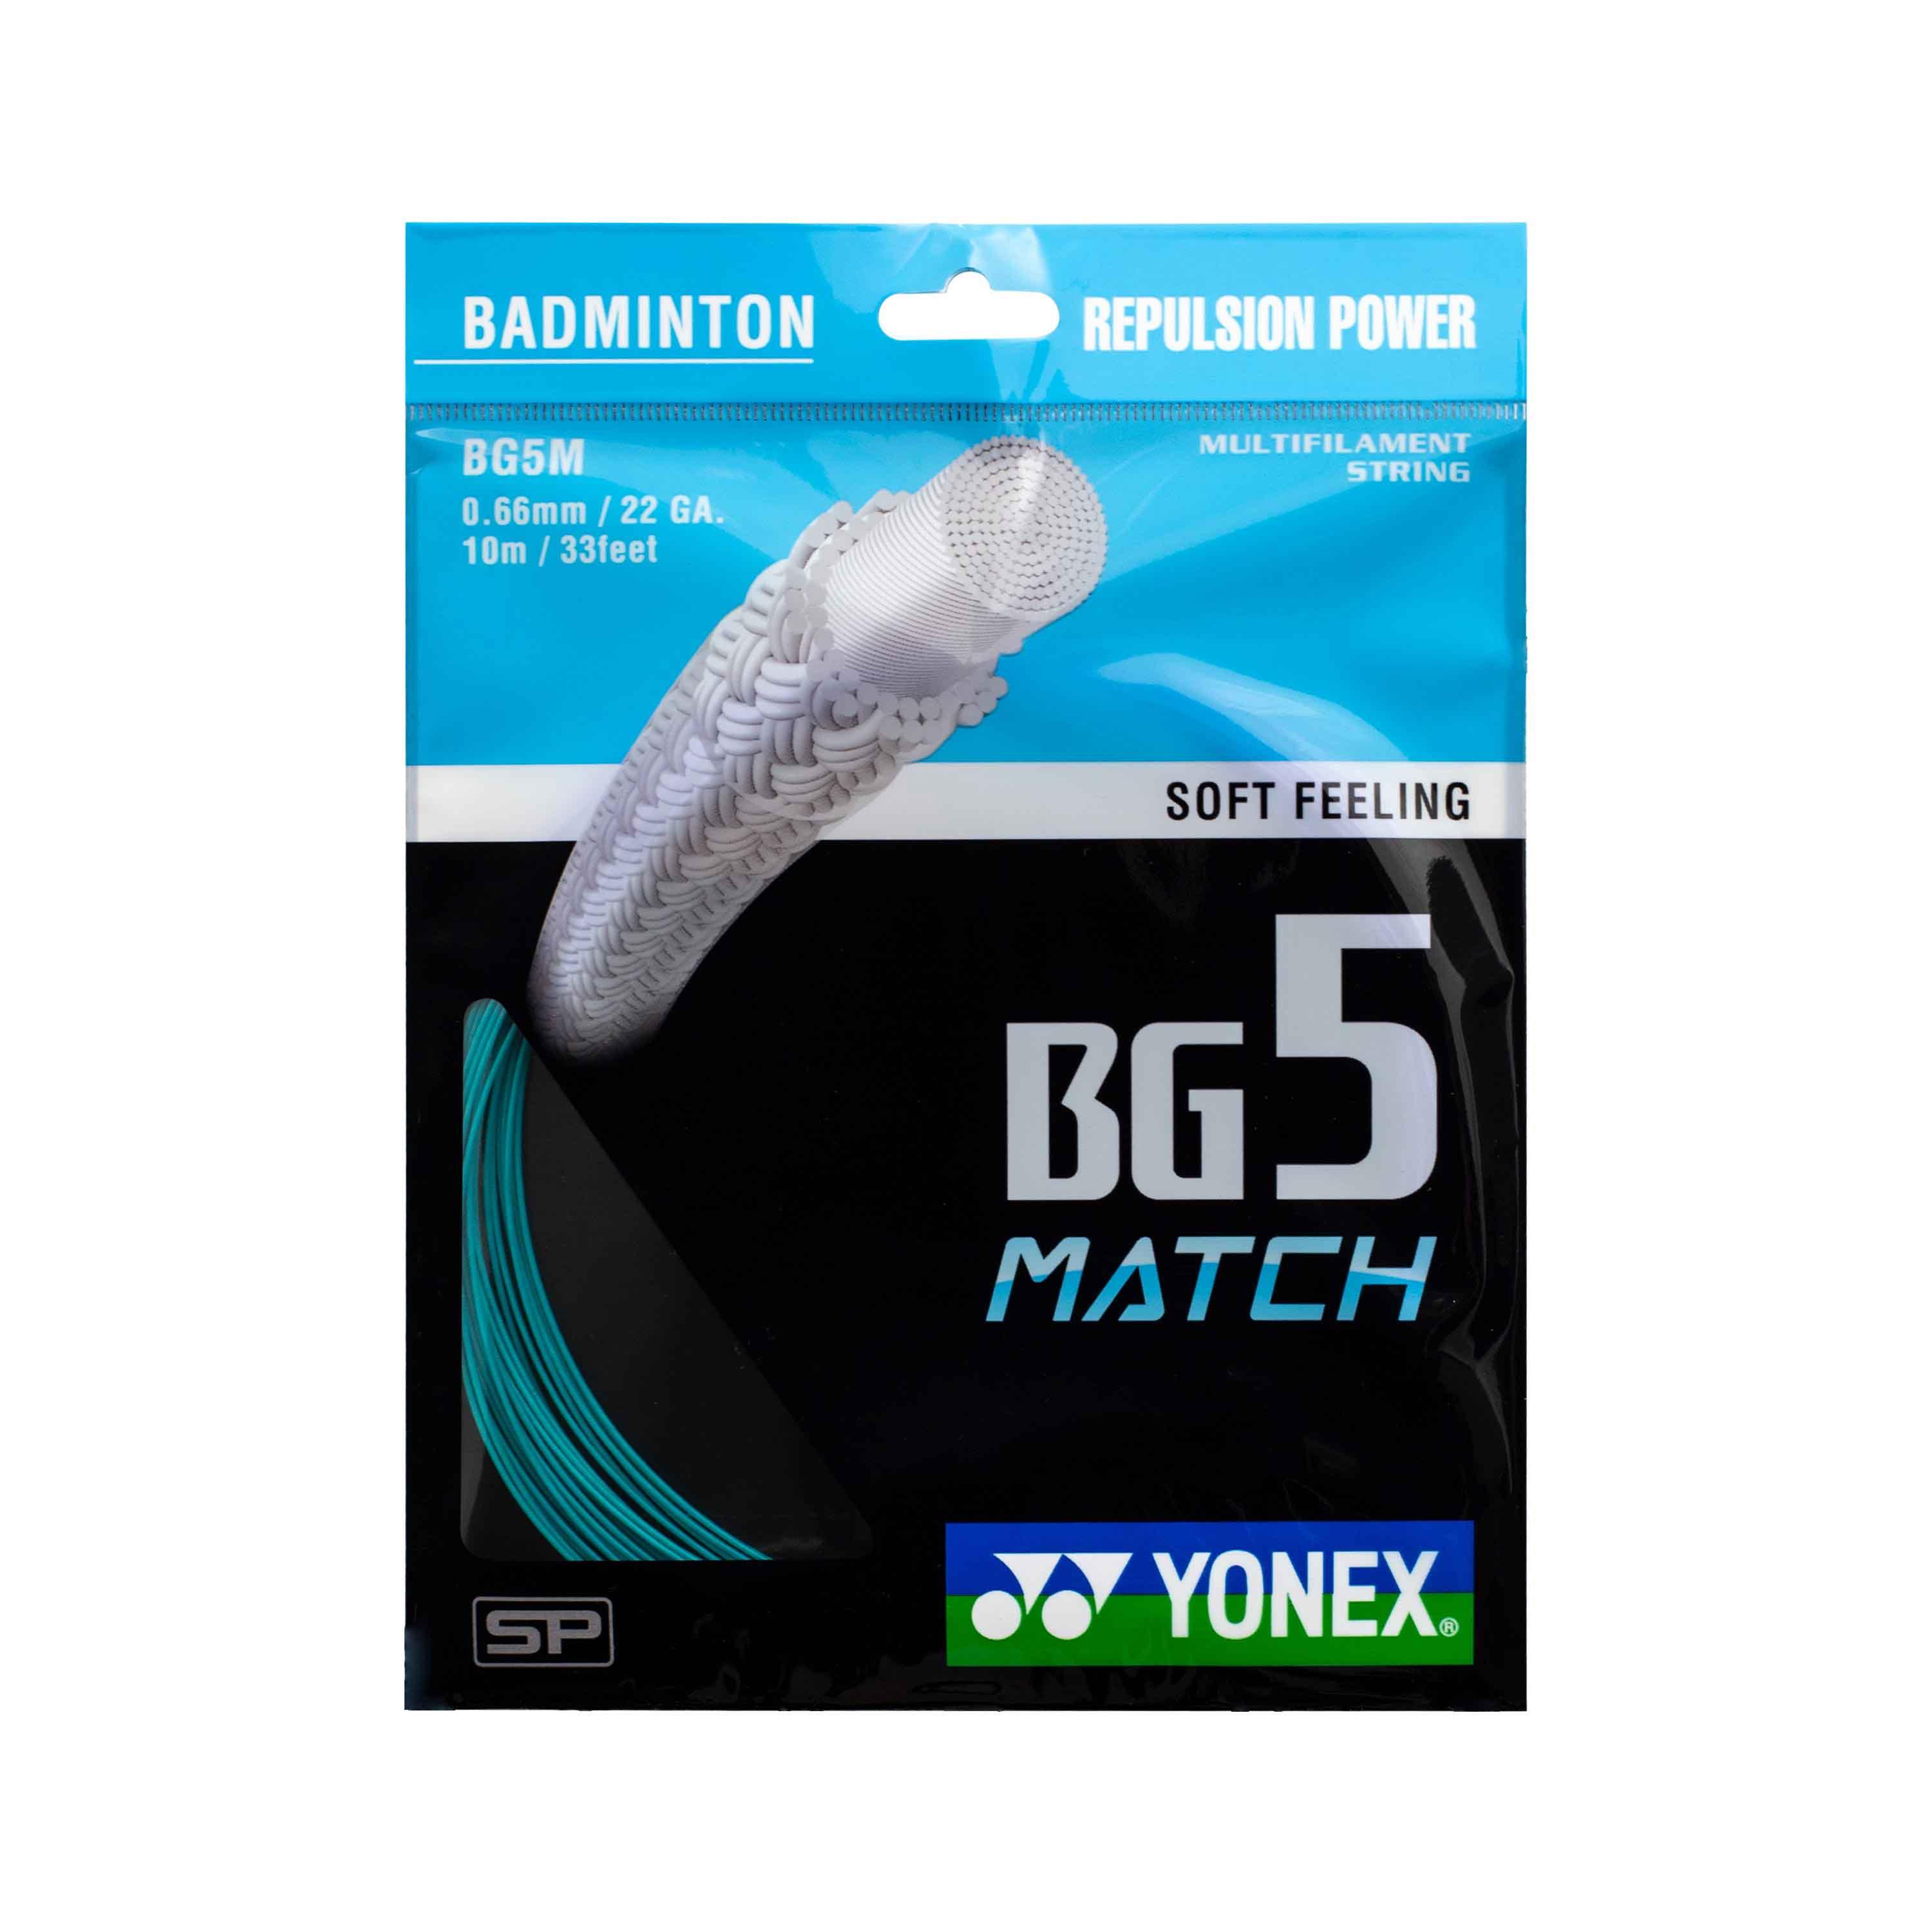 BADMINTON
REPULSION POWER
BG5M
0.66mm / 22 GA.
10m / 33feet
MULTIFILAMENT
STRING
SOFT FEELING
BG5
MATCH
SP
YONEX®